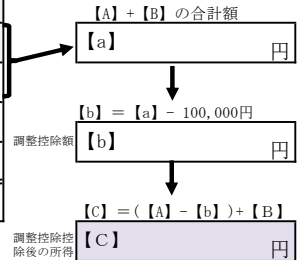 【A】+【B】の合計額
【a】
円
【b】＝【a】- 100,000円
調整控除額
【b】
円
【C】＝(【A】-【b】)+【B】
調整控除控
除後の所得
【C】
円